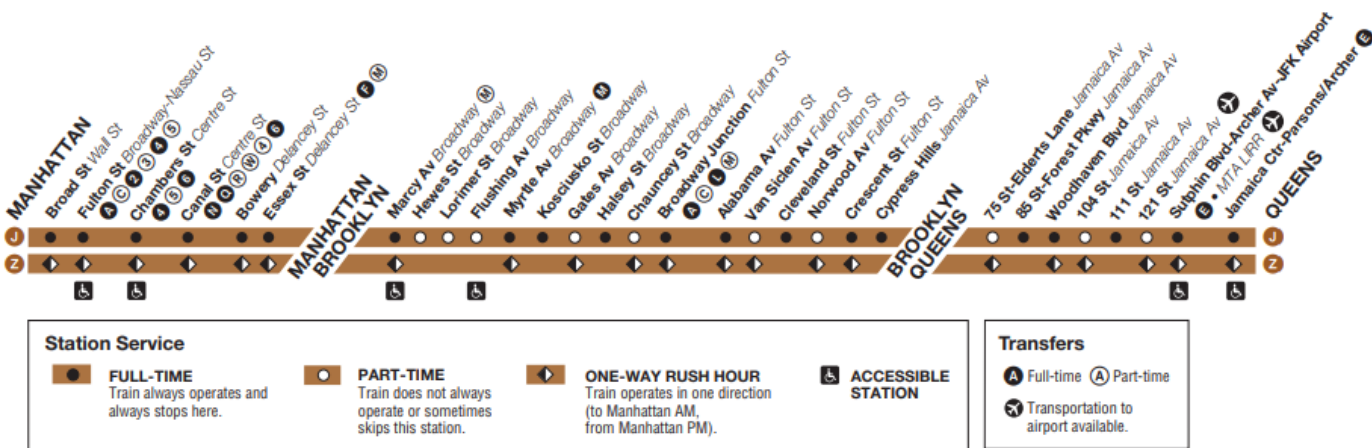 MANHATTAN
Broad St Wall St
Fulton St Broadway-Nassau St
A C 2 3 4 5
Chambers St Centre St
4 5 6
Canal St Centre St
N Q R W 4 6
Bowery Delancey St
Essex St Delancey St F M
MANHATTAN
BROOKLYN
Marcy Av Broadway M
Hewes St Broadway
Lorimer St Broadway
Flushing Av Broadway
Myrtle Av Broadway M
Kosciusko St Broadway
Gates Av Broadway
Halsey St Broadway
Chauncey St Broadway
Broadway Junction Fulton St
A C L M
Alabama Av Fulton St
Van Siclen Av Fulton St
Cleveland St Fulton St
Norwood Av Fulton St
Crescent St Fulton St
Cypress Hills Jamaica Av
BROOKLYN
QUEENS
75 St-Elderts Lane Jamaica Av
85 St-Forest Pkwy Jamaica Av
Woodhaven Blvd Jamaica Av
104 St Jamaica Av
111 St Jamaica Av
121 St Jamaica Av
Sutphin Blvd-Archer Av-JFK Airport
E • MTA LIRR
Jamaica Ctr-Parsons/Archer E
QUEENS
J J
Z Z
Station Service
FULL-TIME
Train always operates and
always stops here.
PART-TIME
Train does not always
operate or sometimes
skips this station.
ONE-WAY RUSH HOUR
Train operates in one direction
(to Manhattan AM,
from Manhattan PM).
ACCESSIBLE
STATION
Transfers
A Full-time A Part-time
Transportation to
airport available.